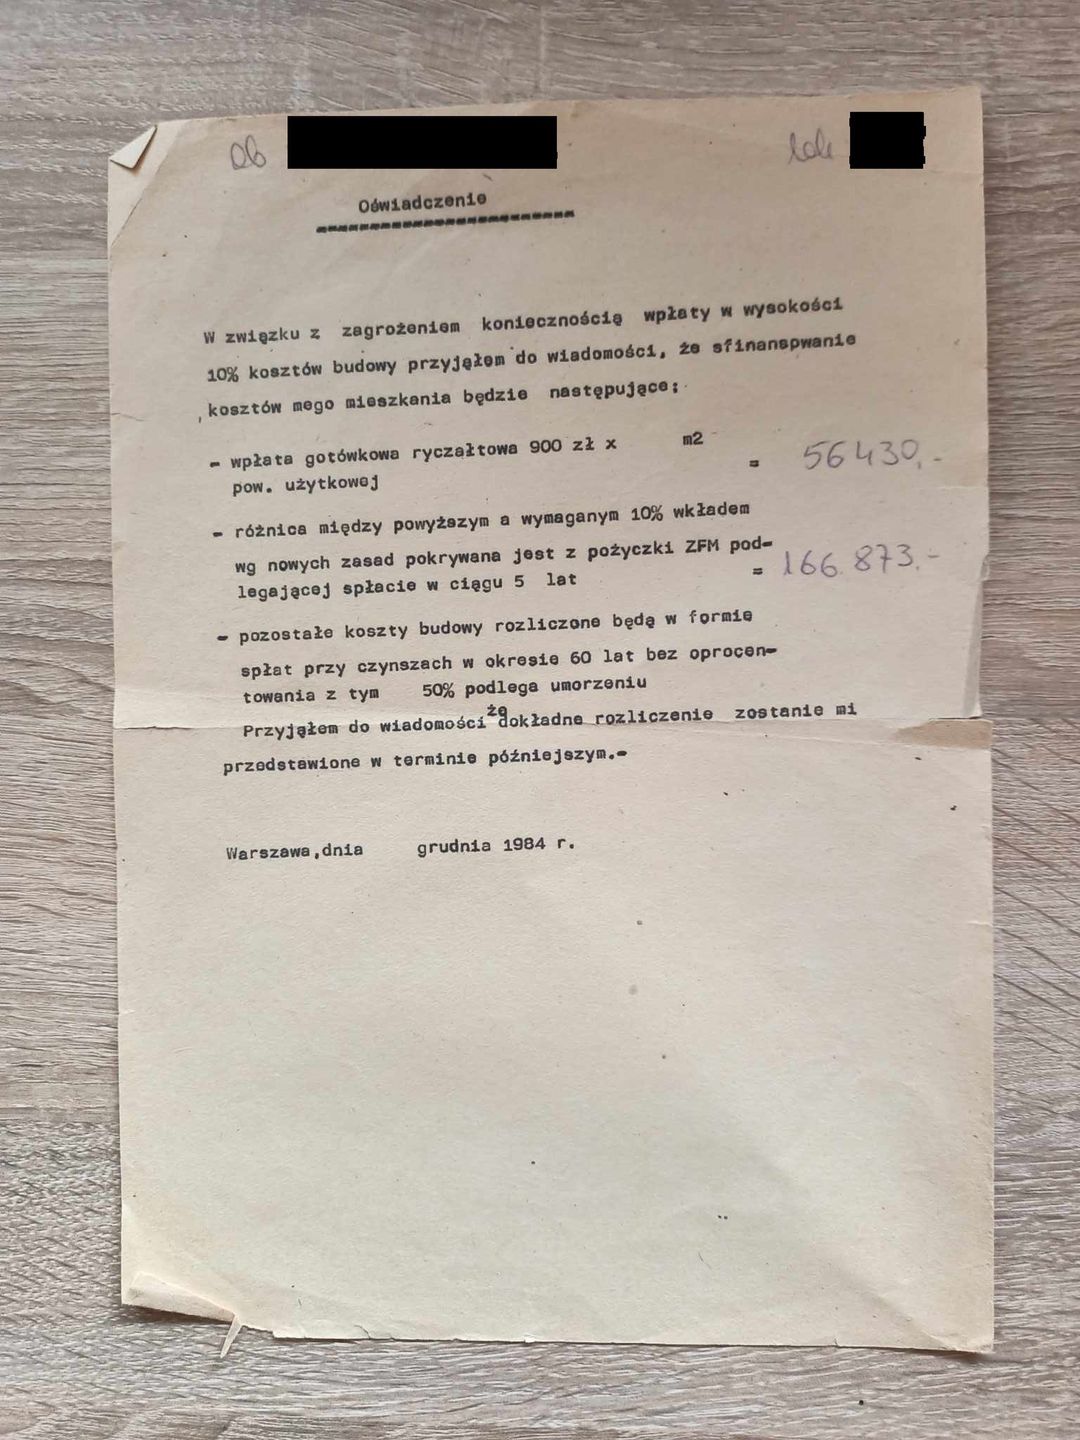 Ob lok
Oświadczenie
W związku z zagrożeniem koniecznością wpłaty w wysokości
10% kosztów budowy przyjąłem do wiadomości, że sfinanspwanie
kosztów mego mieszkania będzie następujące;
- wpłata gotówkowa ryczałtowa 900 zł x m2
pow. użytkowej = 56430,-
- różnica między powyższym a wymaganym 10% wkładem
wg nowych zasad pokrywana jest z pożyczki ZFM pod-
legającej spłacie w ciągu 5 lat = 166.873.-
- pozostałe koszty budowy rozliczone będą w formie
spłat przy czynszach w okresie 60 lat bez oprocen-
towania z tym 50% podlega umorzeniu
Przyjąłem do wiadomości że dokładne rozliczenie zostanie mi
przedstawione w terminie późniejszym.-
Warszawa,dnia grudnia 1984 r.